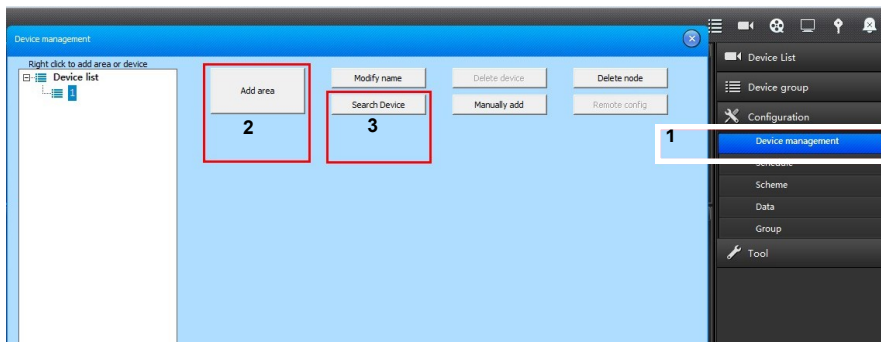 Device management
Right click to add area or device
Device list
1
Add area
Modify name
Delete device
Delete node
Search Device
Manually add
Remote config
2
3
1
Device List
Device group
Configuration
Device management
Schedule
Scheme
Data
Group
Tool